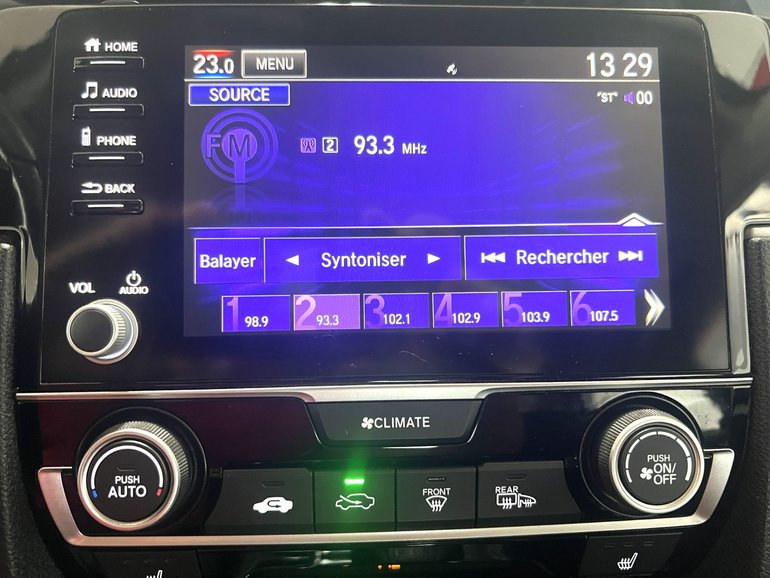 HOME
AUDIO
PHONE
BACK
VOL AUDIO
23.0 MENU 13 29
SOURCE "ST" 00
FM 2 93.3 MHz
Balayer Syntoniser Rechercher
1 98.9 2 93.3 3 102.1 4 102.9 5 103.9 6 107.5
CLIMATE
PUSH AUTO
FRONT
REAR
PUSH ON/OFF